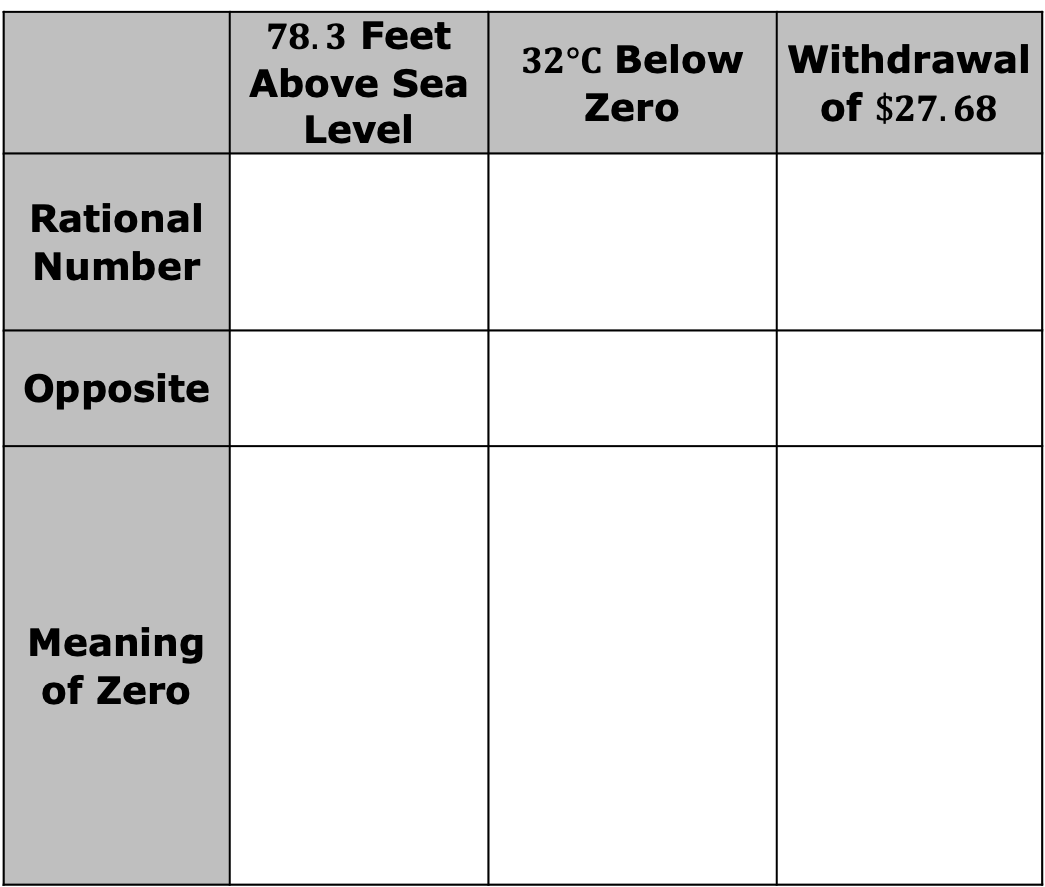 78.3 Feet
Above Sea
Level
32°C Below
Zero
Withdrawal
of $27.68
Rational
Number
Opposite
Meaning
of Zero